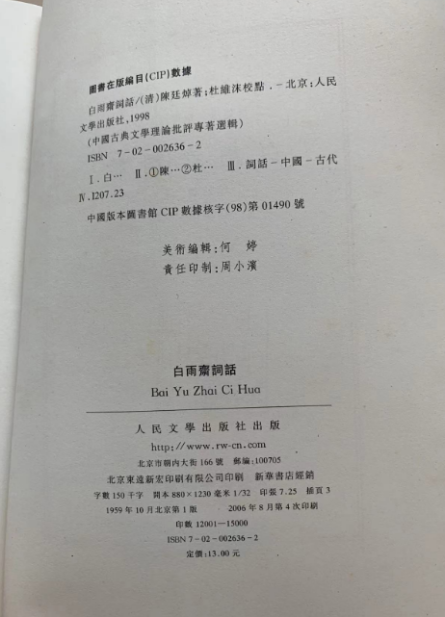 圖書在版編目(CIP)數據
白雨齋詞話/(清)陳廷焯著;杜維沫校點.-北京:人民
文學出版社,1998
(中國古典文學理論批評專著選輯)
ISBN 7-02-002636-2
Ⅰ.白… Ⅱ.①陳…②杜… Ⅲ.詞話-中國-古代
Ⅳ.I207.23
中國版本圖書館CIP數據核字(98)第01490號
美術編輯:何 婷
責任印制:周小濱
白雨齋詞話
Bai Yu Zhai Ci Hua
人民文學出版社出版
http://www.rw-cn.com
北京市朝内大街166號 郵編:100705
北京東達新宏印刷有限公司印刷 新華書店經銷
字數150千字 開本880×1230毫米1/32 印張7.25 插頁3
1959年10月北京第1版 2006年8月第4次印刷
印數12001-15000
ISBN 7-02-002636-2
定價:13.00元